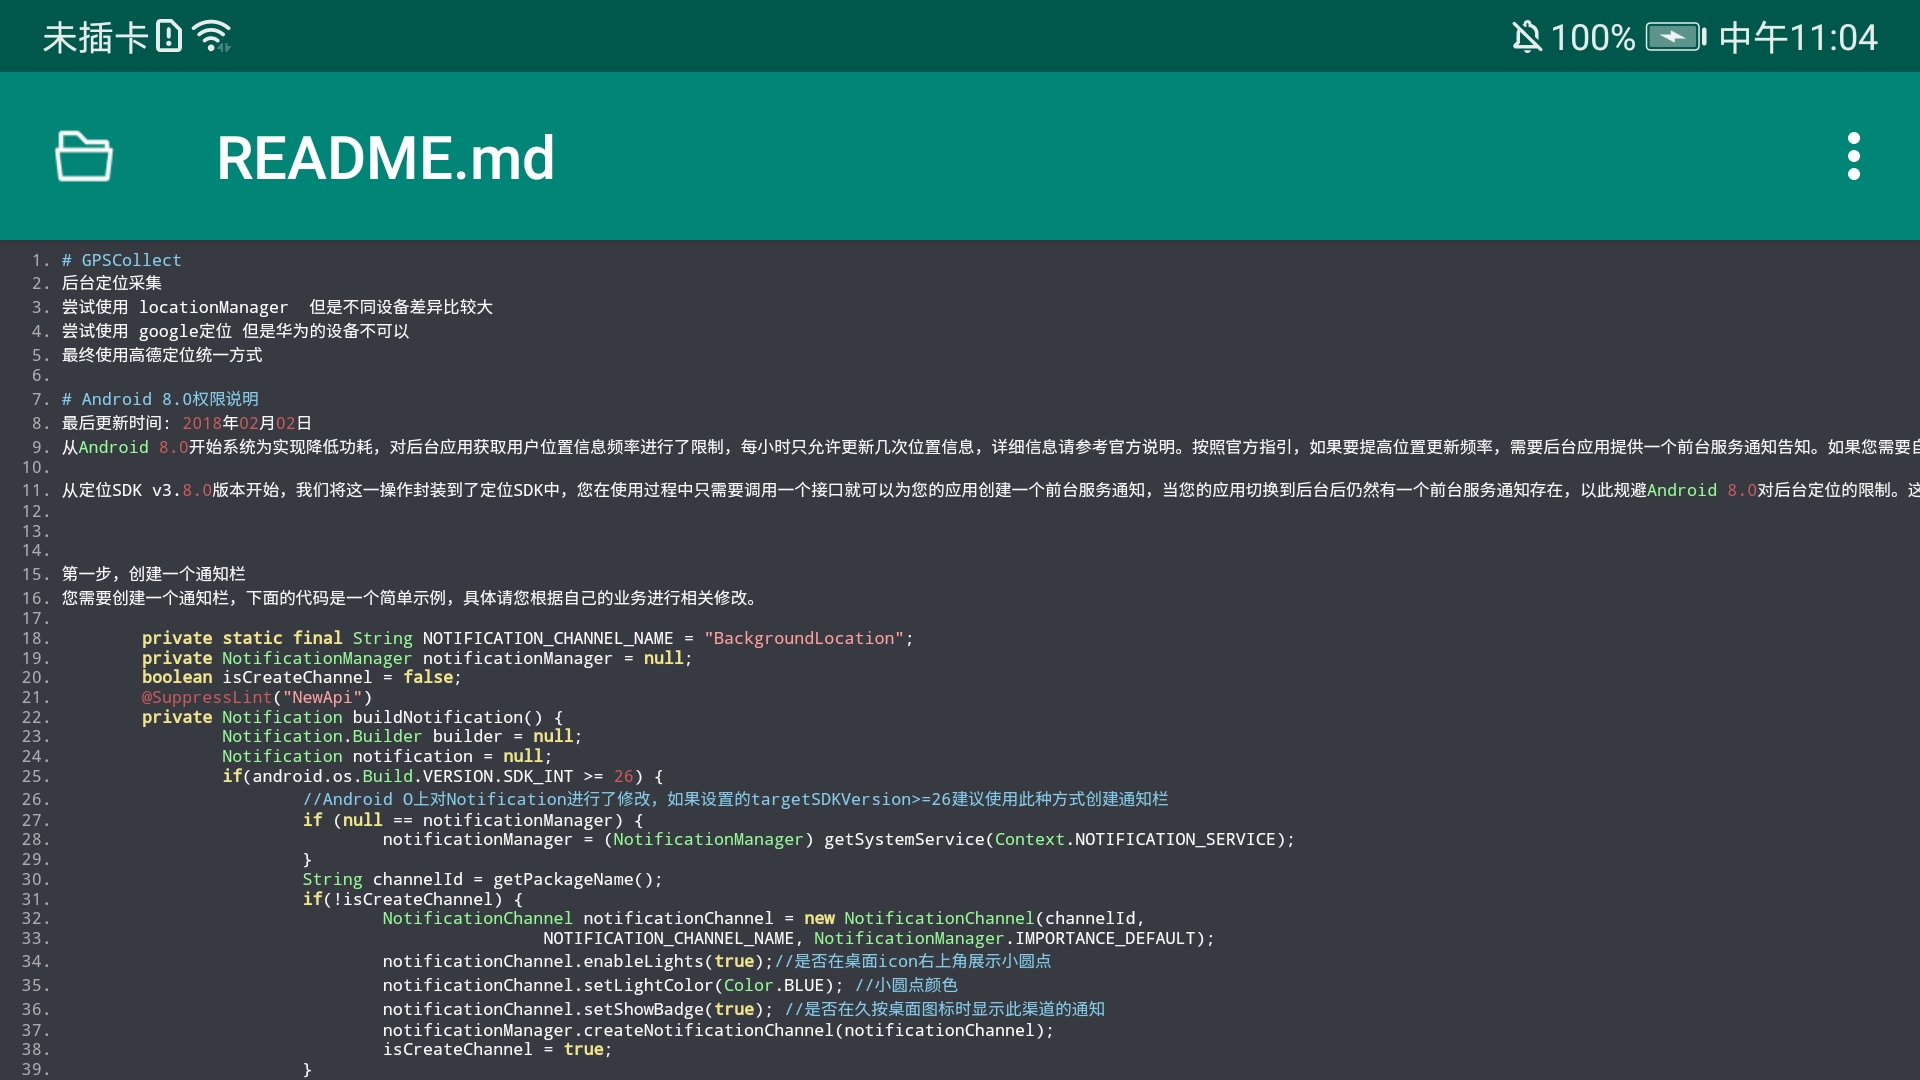 未插卡 100% 中午11:04
README.md
1. # GPSCollect
2. 后台定位采集
3. 尝试使用 locationManager  但是不同设备差异比较大
4. 尝试使用 google定位 但是华为的设备不可以
5. 最终使用高德定位统一方式
6.
7. # Android 8.0权限说明
8. 最后更新时间: 2018年02月02日
9. 从Android 8.0开始系统为实现降低功耗，对后台应用获取用户位置信息频率进行了限制，每小时只允许更新几次位置信息，详细信息请参考官方说明。按照官方指引，如果要提高位置更新频率，需要后台应用提供一个前台服务通知告知。如果您需要自
10.
11. 从定位SDK v3.8.0版本开始，我们将这一操作封装到了定位SDK中，您在使用过程中只需要调用一个接口就可以为您的应用创建一个前台服务通知，当您的应用切换到后台后仍然有一个前台服务通知存在，以此规避Android 8.0对后台定位的限制。这
12.
13.
14.
15. 第一步，创建一个通知栏
16. 您需要创建一个通知栏，下面的代码是一个简单示例，具体请您根据自己的业务进行相关修改。
17.
18.         private static final String NOTIFICATION_CHANNEL_NAME = "BackgroundLocation";
19.         private NotificationManager notificationManager = null;
20.         boolean isCreateChannel = false;
21.         @SuppressLint("NewApi")
22.         private Notification buildNotification() {
23.                 Notification.Builder builder = null;
24.                 Notification notification = null;
25.                 if(android.os.Build.VERSION.SDK_INT >= 26) {
26.                         //Android O上对Notification进行了修改，如果设置的targetSDKVersion>=26建议使用此种方式创建通知栏
27.                         if (null == notificationManager) {
28.                                 notificationManager = (NotificationManager) getSystemService(Context.NOTIFICATION_SERVICE);
29.                         }
30.                         String channelId = getPackageName();
31.                         if(!isCreateChannel) {
32.                                 NotificationChannel notificationChannel = new NotificationChannel(channelId,
33.                                                 NOTIFICATION_CHANNEL_NAME, NotificationManager.IMPORTANCE_DEFAULT);
34.                                 notificationChannel.enableLights(true);//是否在桌面icon右上角展示小圆点
35.                                 notificationChannel.setLightColor(Color.BLUE); //小圆点颜色
36.                                 notificationChannel.setShowBadge(true); //是否在久按桌面图标时显示此渠道的通知
37.                                 notificationManager.createNotificationChannel(notificationChannel);
38.                                 isCreateChannel = true;
39.                         }